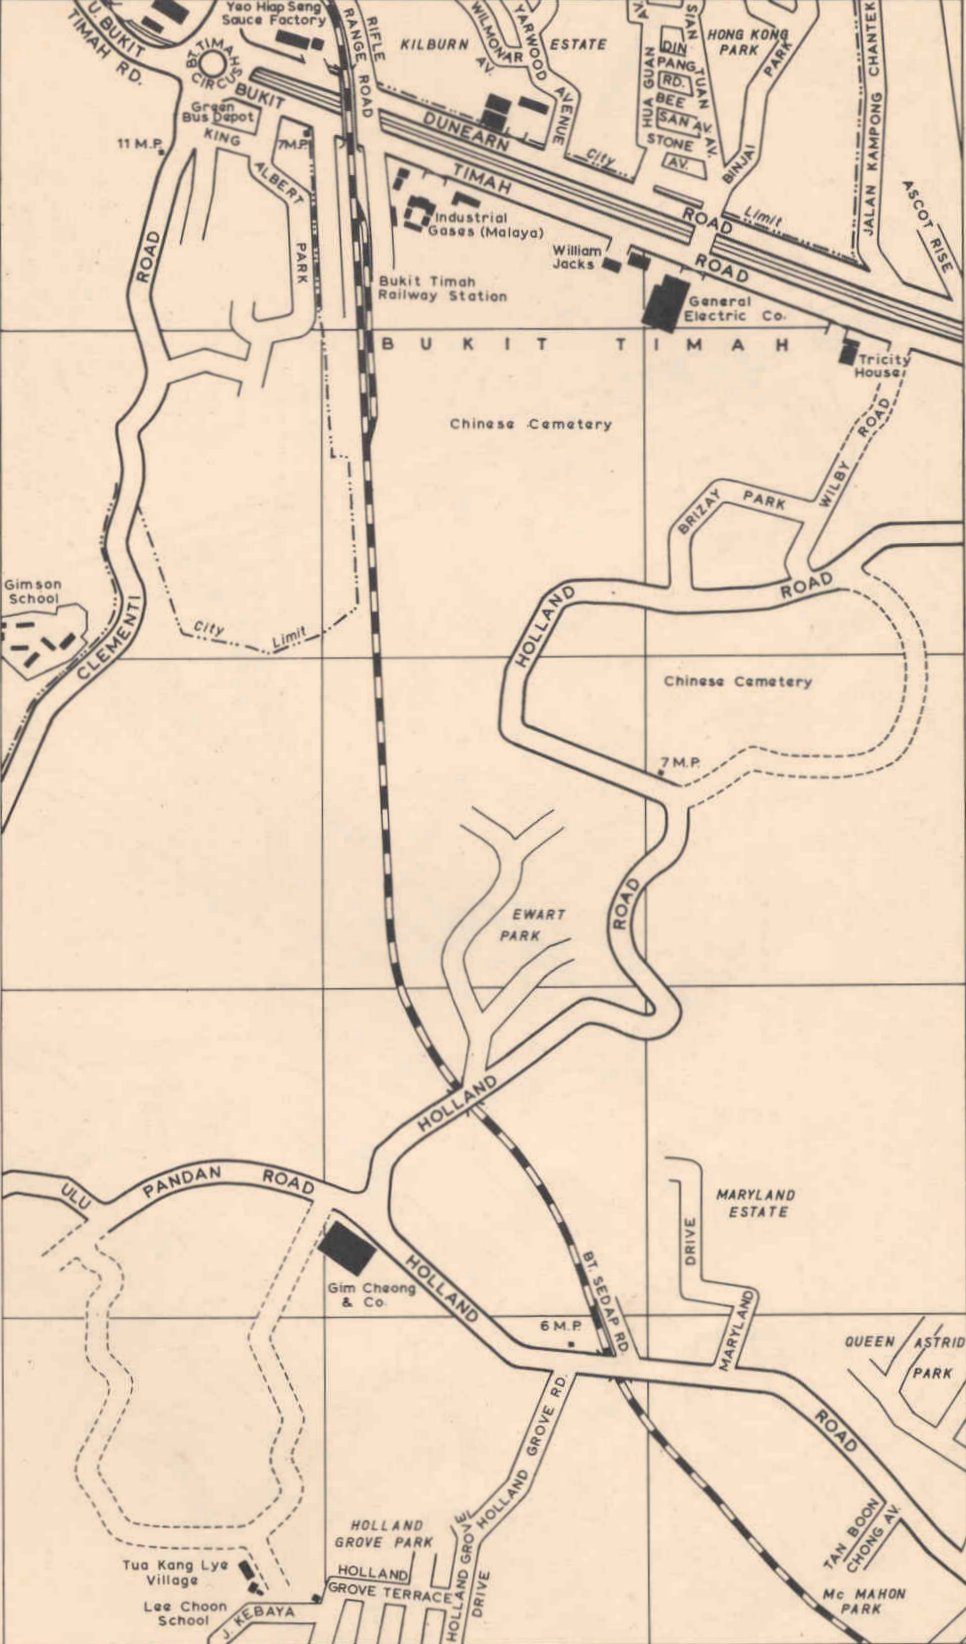 Yeo Hiap Seng
Sauce Factory
U. BUKIT
TIMAH RD.
BT. TIMAH
CIRCUS
RIFLE
RANGE ROAD
KILBURN
ESTATE
WILMONAR
AV.
YARWOOD
AVENUE
HUA GUAN
AV.
SIAN
TUAN
AV.
DIN
PANG
RD.
BEE
SAN AV.
STONE
AV.
HONG KONG
PARK
BINJAI
PARK
JALAN KAMPONG CHANTEK
ASCOT RISE
BUKIT
TIMAH
ROAD
DUNEARN
ROAD
City
Limit
Green
Bus Depot
KING
ALBERT
PARK
11 M.P.
7 M.P.
Industrial
Gases (Malaya)
William
Jacks
Bukit Timah
Railway Station
General
Electric Co.
BUKIT TIMAH
Tricity
House
ROAD
Chinese Cemetery
WILBY
ROAD
BRIZAY
PARK
HOLLAND
ROAD
Gimson
School
CLEMENTI
City
Limit
Chinese Cemetery
7 M.P.
EWART
PARK
ROAD
HOLLAND
ULU
PANDAN
ROAD
MARYLAND
ESTATE
DRIVE
MARYLAND
Gim Cheong
& Co.
HOLLAND
BT. SEDAP RD.
6 M.P.
QUEEN ASTRID
PARK
HOLLAND GROVE RD.
ROAD
TAN BOON
CHONG AV.
HOLLAND
GROVE PARK
HOLLAND
GROVE TERRACE
HOLLAND GROVE
DRIVE
Tua Kang Lye
Village
Lee Choon
School
J. KEBAYA
Mc MAHON
PARK